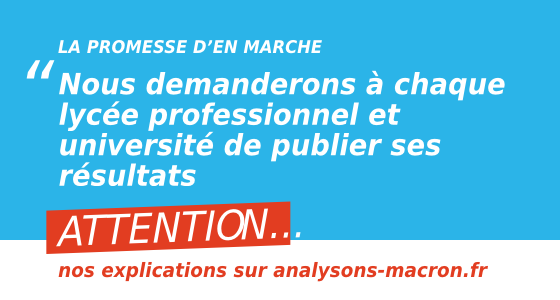 LA PROMESSE D’EN MARCHE
“ Nous demanderons à chaque
lycée professionnel et
université de publier ses
résultats
ATTENTION...
nos explications sur analysons-macron.fr